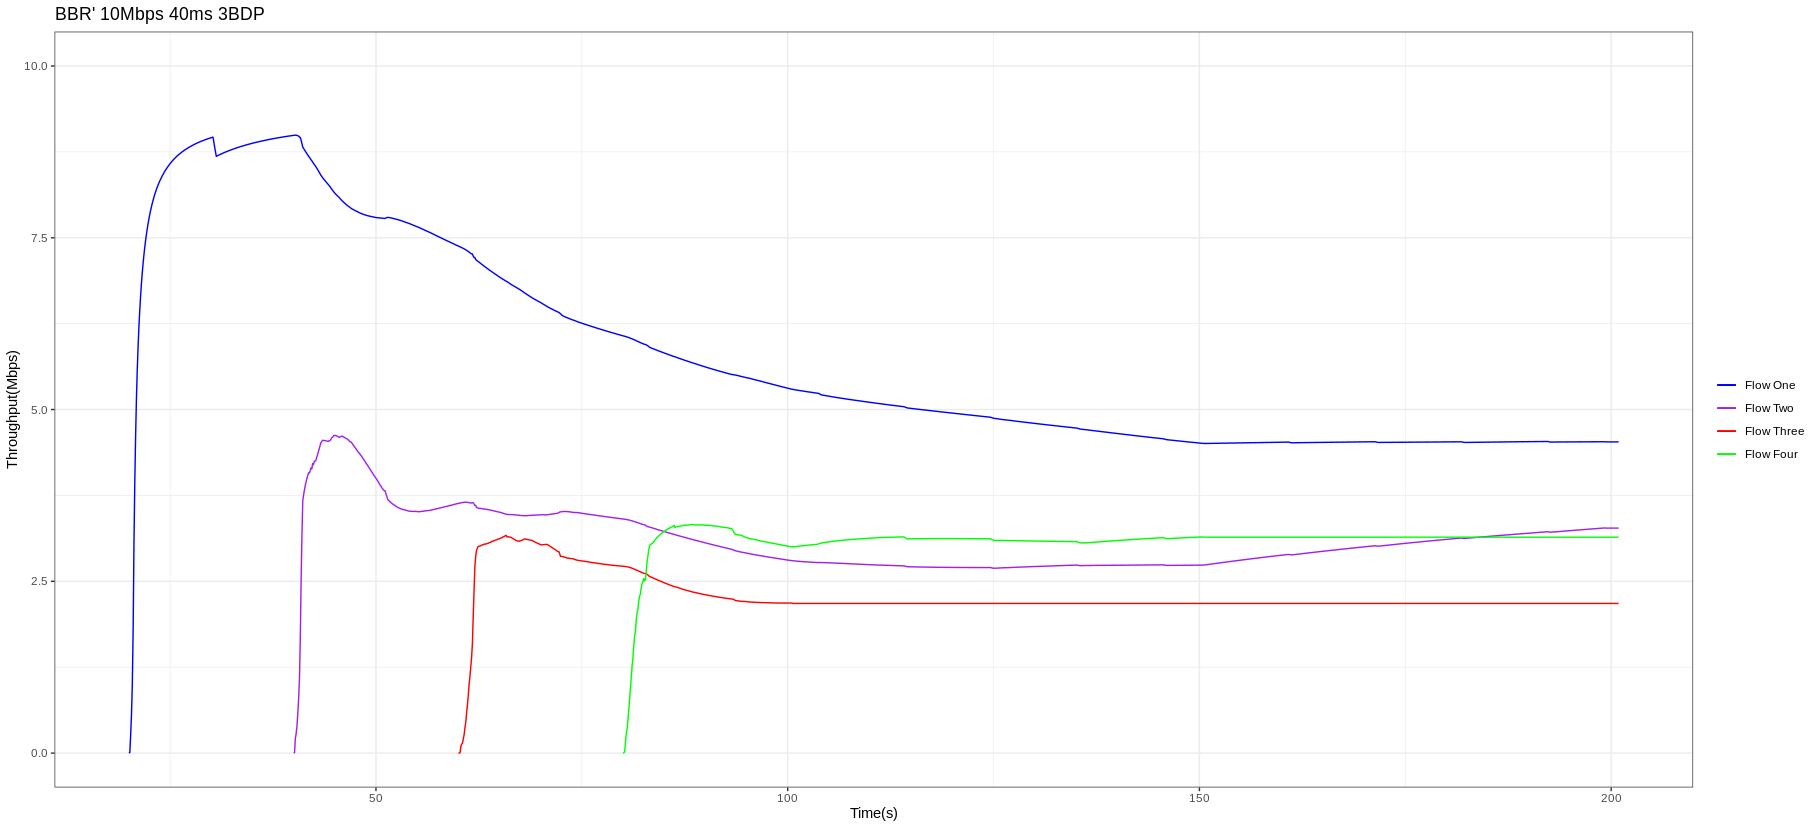 BBR' 10Mbps 40ms 3BDP
Throughput(Mbps)
10.0
7.5
5.0
2.5
0.0
50
100
150
200
Time(s)
Flow One
Flow Two
Flow Three
Flow Four